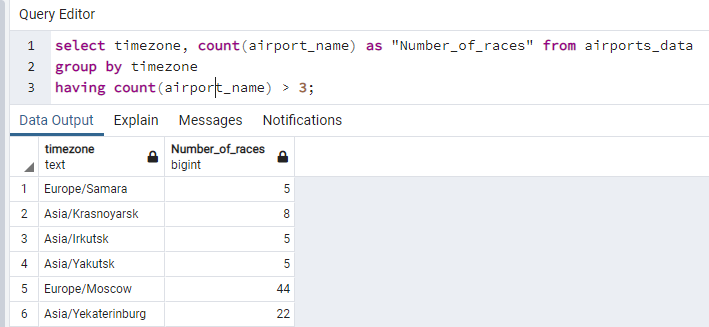 Query Editor
1 select timezone, count(airport_name) as "Number_of_races" from airports_data
2 group by timezone
3 having count(airport_name) > 3;
Data Output Explain Messages Notifications
timezone Number_of_races
text bigint
1 Europe/Samara 5
2 Asia/Krasnoyarsk 8
3 Asia/Irkutsk 5
4 Asia/Yakutsk 5
5 Europe/Moscow 44
6 Asia/Yekaterinburg 22